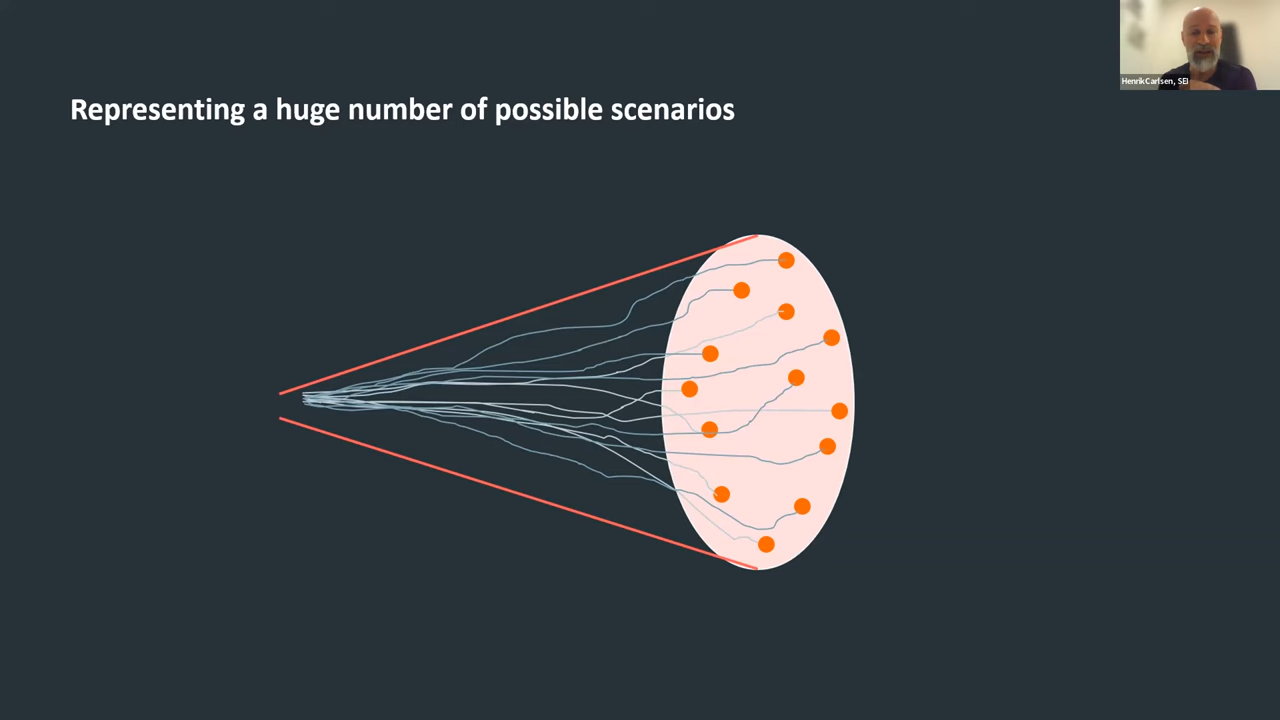 Representing a huge number of possible scenarios
HenrikCarlsen, SEI